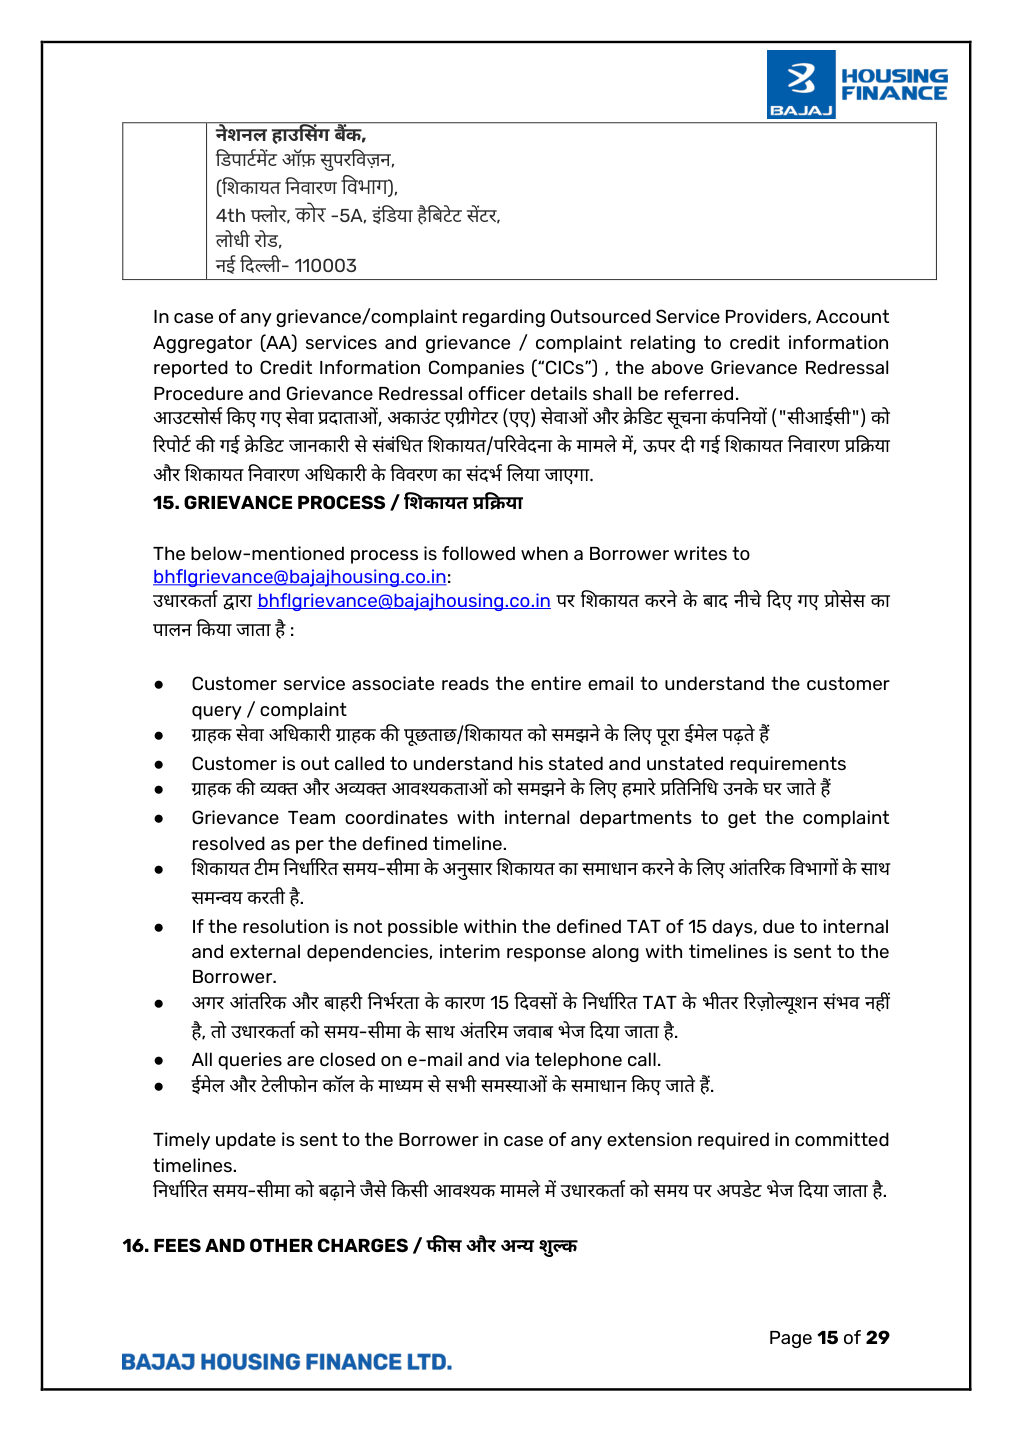 BAJAJ
HOUSING
FINANCE
नेशनल हाउसिंग बैंक,
डिपार्टमेंट ऑफ़ सुपरविज़न,
(शिकायत निवारण विभाग),
4th फ्लोर, कोर -5A, इंडिया हैबिटेट सेंटर,
लोधी रोड,
नई दिल्ली- 110003
In case of any grievance/complaint regarding Outsourced Service Providers, Account
Aggregator (AA) services and grievance / complaint relating to credit information
reported to Credit Information Companies (“CICs”) , the above Grievance Redressal
Procedure and Grievance Redressal officer details shall be referred.
आउटसोर्स किए गए सेवा प्रदाताओं, अकाउंट एग्रीगेटर (एए) सेवाओं और क्रेडिट सूचना कंपनियों ("सीआईसी") को
रिपोर्ट की गई क्रेडिट जानकारी से संबंधित शिकायत/परिवेदना के मामले में, ऊपर दी गई शिकायत निवारण प्रक्रिया
और शिकायत निवारण अधिकारी के विवरण का संदर्भ लिया जाएगा.
15. GRIEVANCE PROCESS / शिकायत प्रक्रिया
The below-mentioned process is followed when a Borrower writes to
bhflgrievance@bajajhousing.co.in:
उधारकर्ता द्वारा bhflgrievance@bajajhousing.co.in पर शिकायत करने के बाद नीचे दिए गए प्रोसेस का
पालन किया जाता है :
● Customer service associate reads the entire email to understand the customer
query / complaint
● ग्राहक सेवा अधिकारी ग्राहक की पूछताछ/शिकायत को समझने के लिए पूरा ईमेल पढ़ते हैं
● Customer is out called to understand his stated and unstated requirements
● ग्राहक की व्यक्त और अव्यक्त आवश्यकताओं को समझने के लिए हमारे प्रतिनिधि उनके घर जाते हैं
● Grievance Team coordinates with internal departments to get the complaint
resolved as per the defined timeline.
● शिकायत टीम निर्धारित समय-सीमा के अनुसार शिकायत का समाधान करने के लिए आंतरिक विभागों के साथ
समन्वय करती है.
● If the resolution is not possible within the defined TAT of 15 days, due to internal
and external dependencies, interim response along with timelines is sent to the
Borrower.
● अगर आंतरिक और बाहरी निर्भरता के कारण 15 दिवसों के निर्धारित TAT के भीतर रिज़ोल्यूशन संभव नहीं
है, तो उधारकर्ता को समय-सीमा के साथ अंतरिम जवाब भेज दिया जाता है.
● All queries are closed on e-mail and via telephone call.
● ईमेल और टेलीफोन कॉल के माध्यम से सभी समस्याओं के समाधान किए जाते हैं.
Timely update is sent to the Borrower in case of any extension required in committed
timelines.
निर्धारित समय-सीमा को बढ़ाने जैसे किसी आवश्यक मामले में उधारकर्ता को समय पर अपडेट भेज दिया जाता है.
16. FEES AND OTHER CHARGES / फीस और अन्य शुल्क
Page 15 of 29
BAJAJ HOUSING FINANCE LTD.